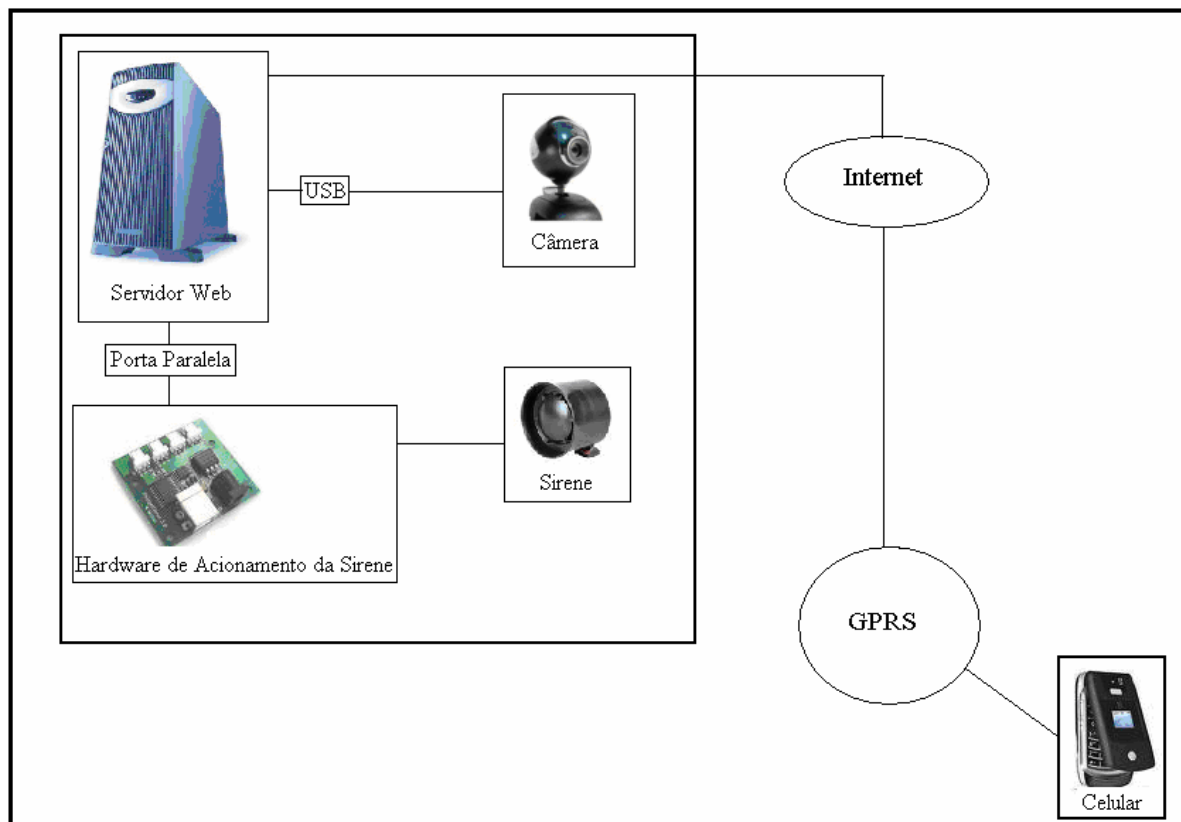 USB
Câmera
Internet
Servidor Web
Porta Paralela
Sirene
Hardware de Acionamento da Sirene
GPRS
Celular